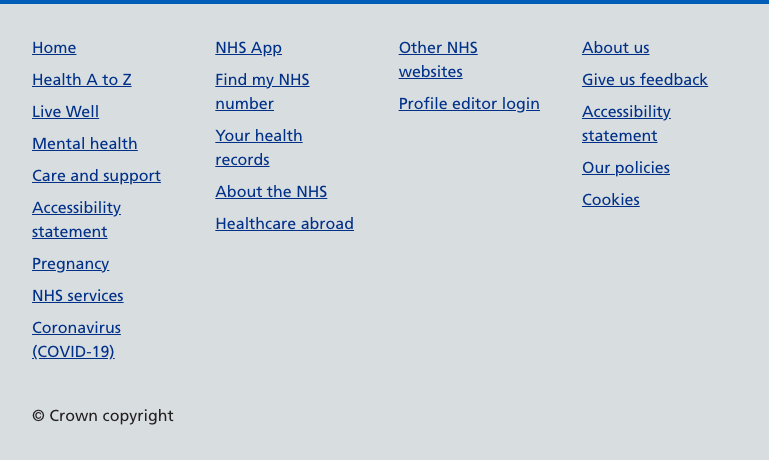 Home
Health A to Z
Live Well
Mental health
Care and support
Accessibility
statement
Pregnancy
NHS services
Coronavirus
(COVID-19)
NHS App
Find my NHS
number
Your health
records
About the NHS
Healthcare abroad
Other NHS
websites
Profile editor login
About us
Give us feedback
Accessibility
statement
Our policies
Cookies
© Crown copyright